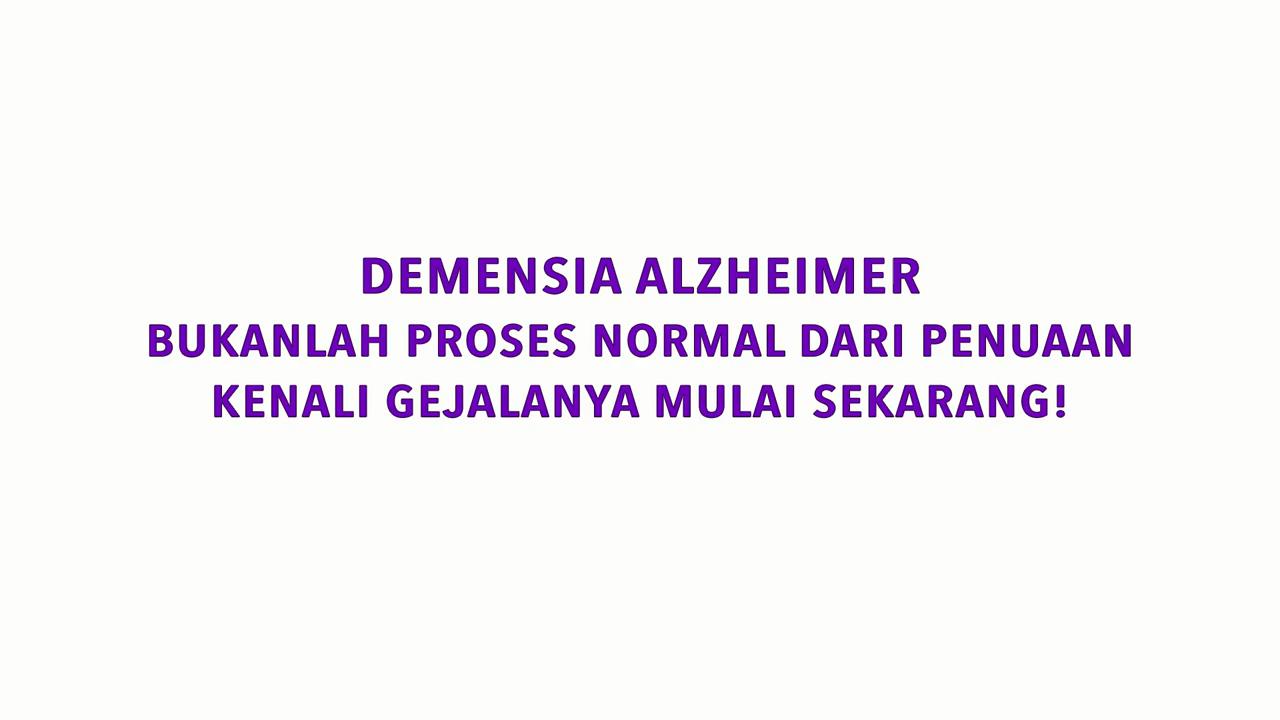 DEMENSIA ALZHEIMER
BUKANLAH PROSES NORMAL DARI PENUAAN
KENALI GEJALANYA MULAI SEKARANG!